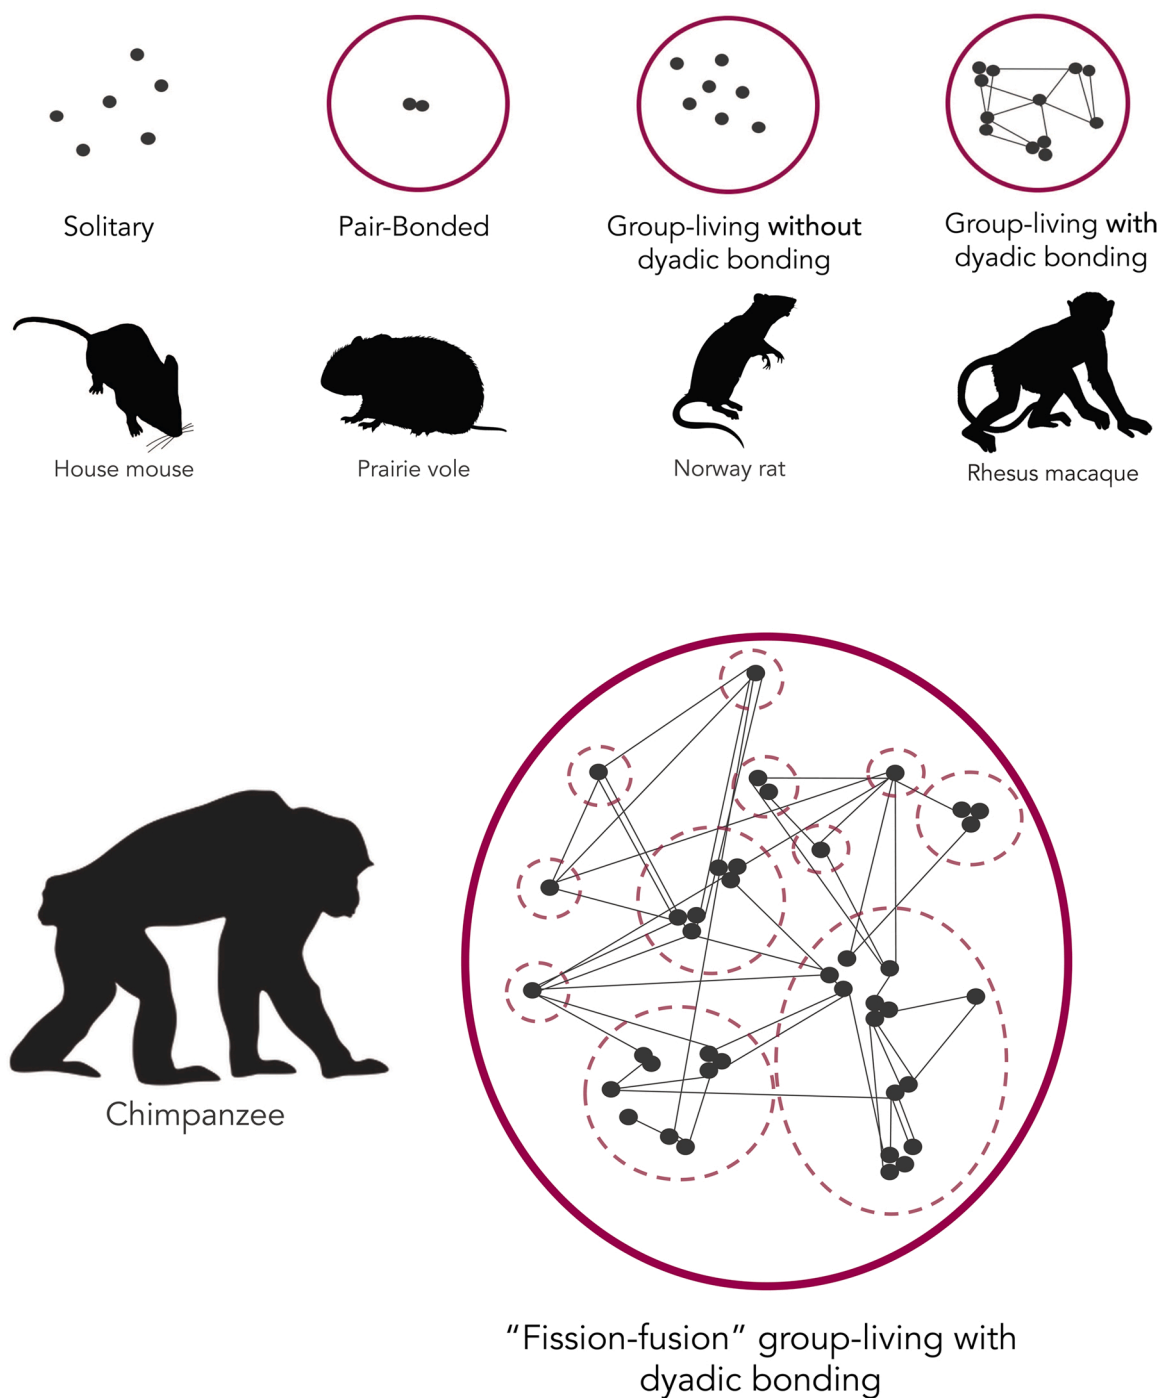 Solitary
Pair-Bonded
Group-living without
dyadic bonding
Group-living with
dyadic bonding
House mouse
Prairie vole
Norway rat
Rhesus macaque
Chimpanzee
“Fission-fusion” group-living with
dyadic bonding